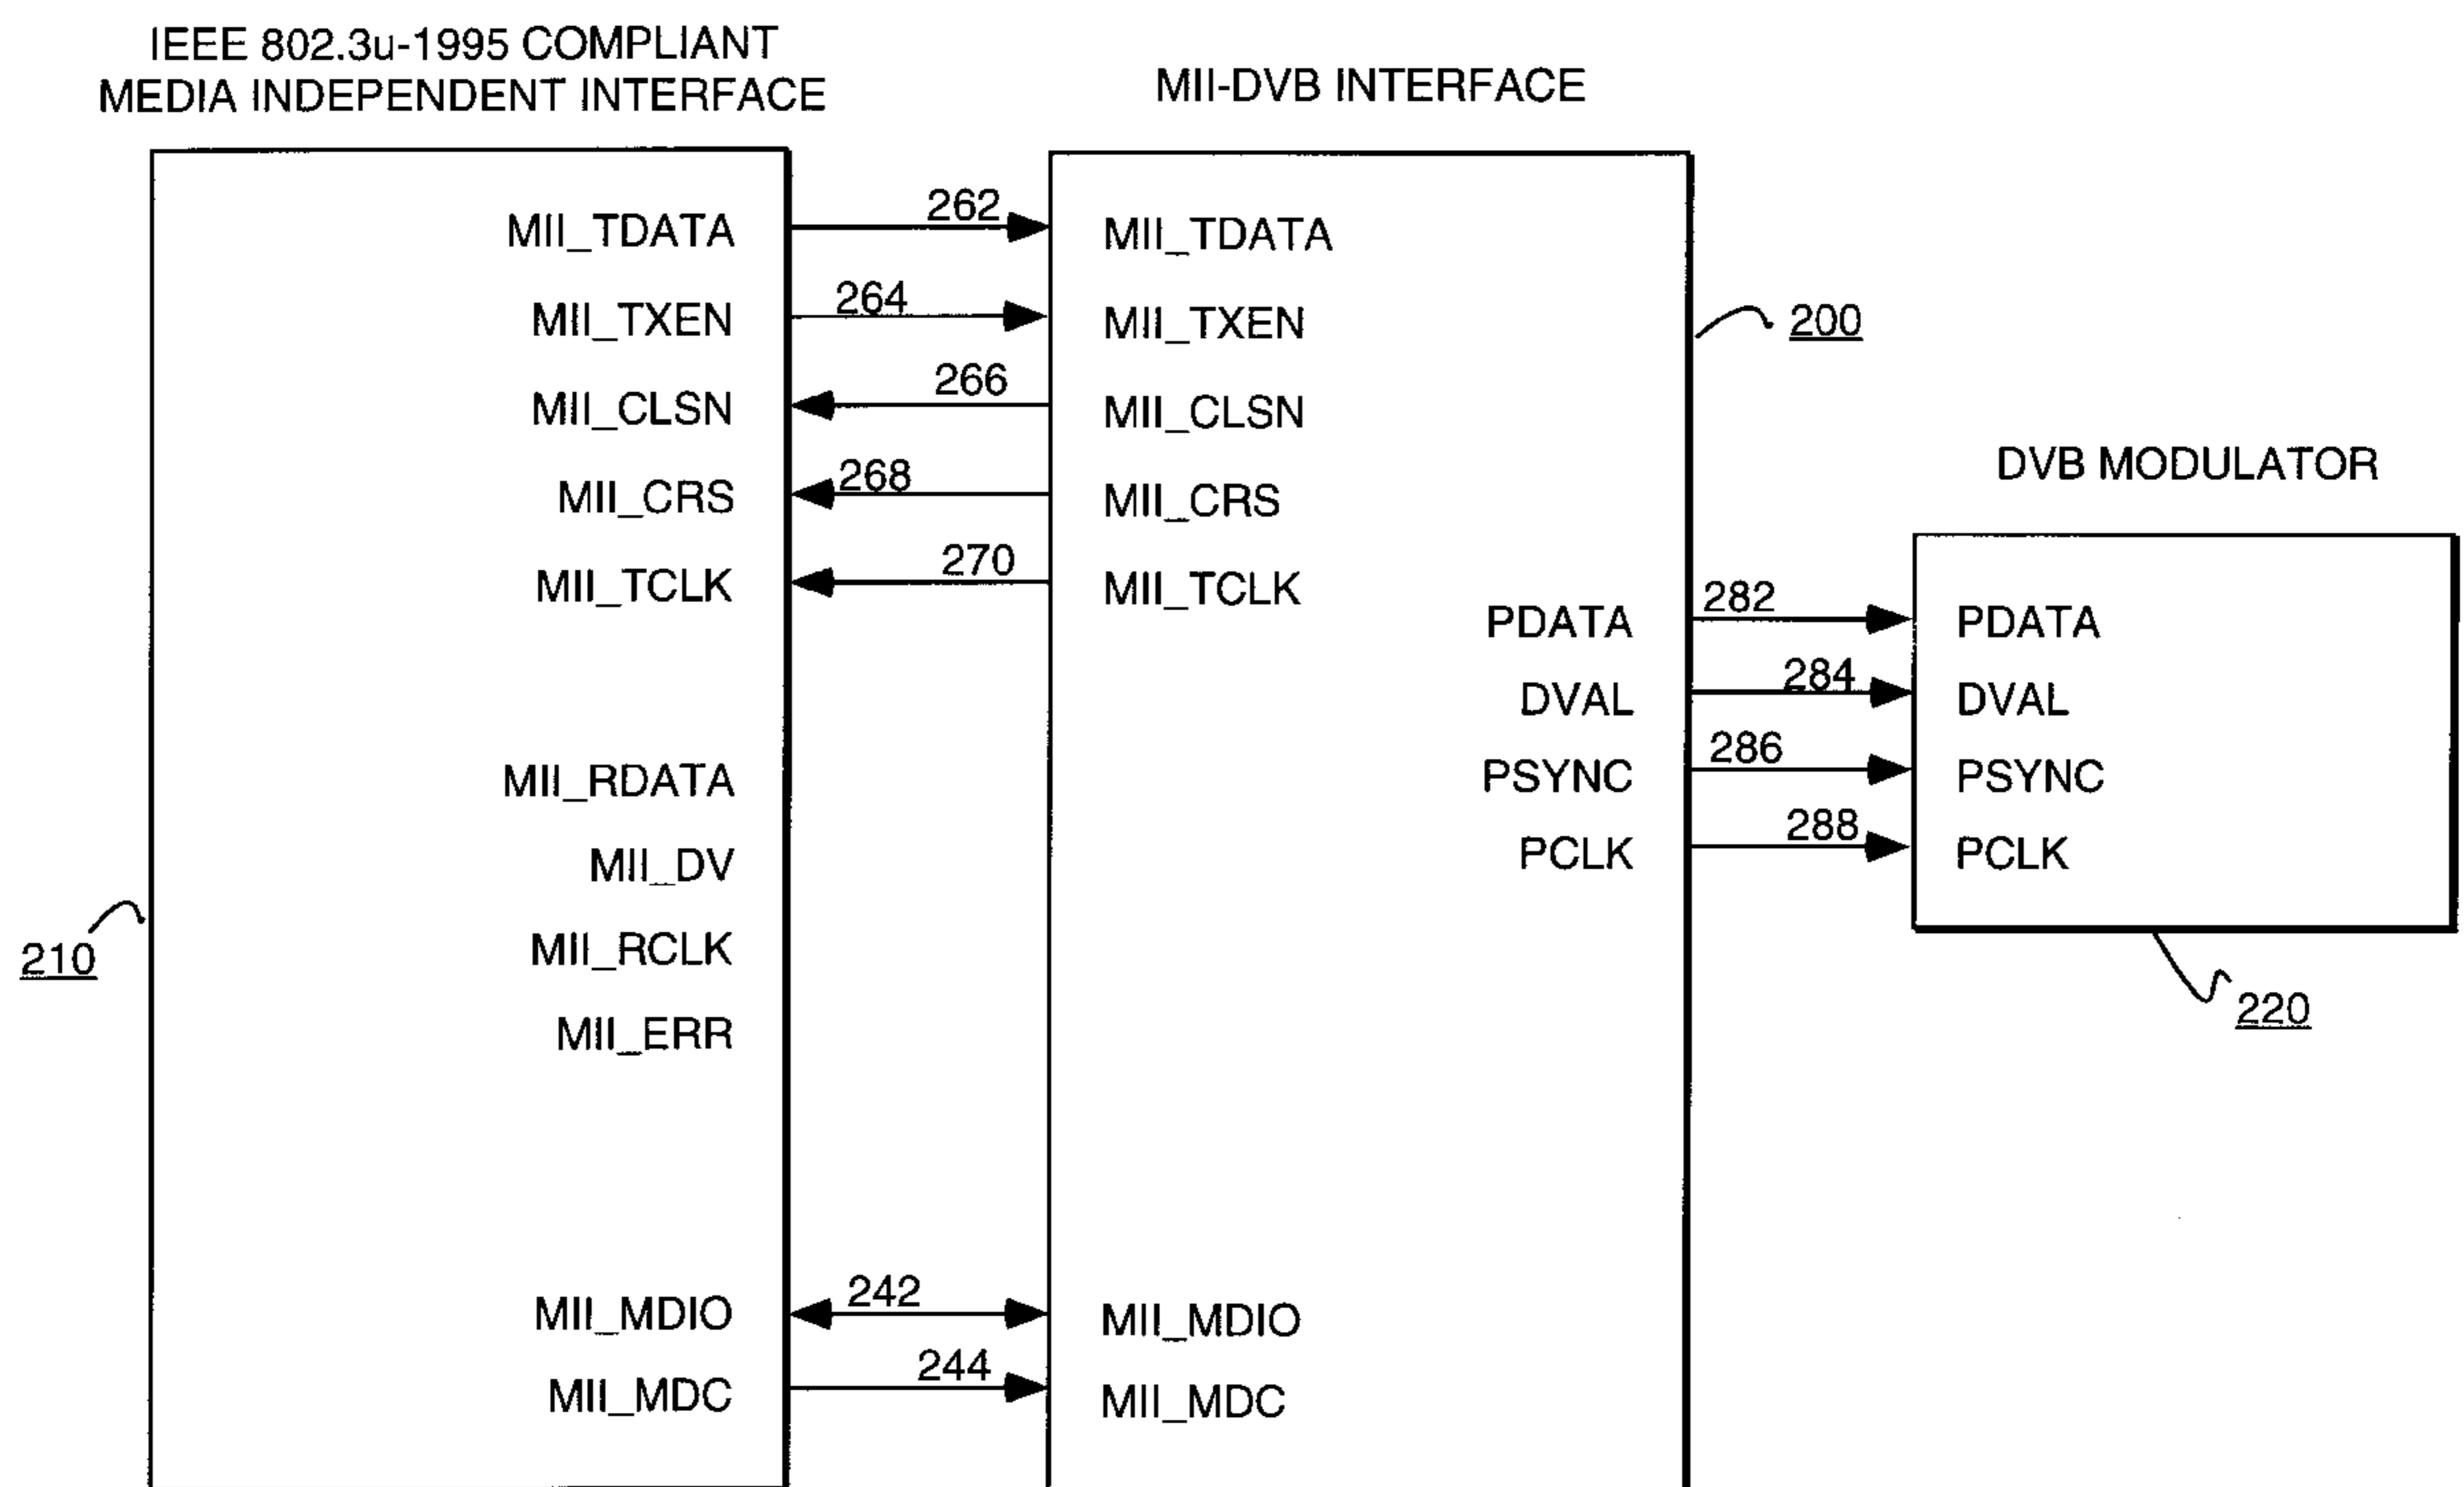 IEEE 802.3u-1995 COMPLIANT
MEDIA INDEPENDENT INTERFACE
MII-DVB INTERFACE
MII_TDATA 262 MII_TDATA
MII_TXEN 264 MII_TXEN
200
MII_CLSN 266 MII_CLSN
DVB MODULATOR
MII_CRS 268 MII_CRS
MII_TCLK 270 MII_TCLK
PDATA 282 PDATA
DVAL 284 DVAL
MII_RDATA
PSYNC 286 PSYNC
PCLK 288 PCLK
MII_DV
210
MII_RCLK
220
MII_ERR
MII_MDIO 242 MII_MDIO
MII_MDC 244 MII_MDC